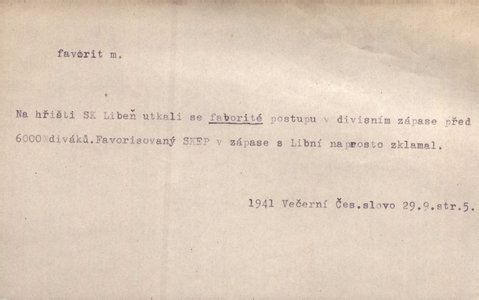 favorit m.
Na hřišti SK Libeň utkali se faborité postupu v divisním zápase před
6000 diváků.Favorisovaný SKEP v zápase s Libní naprosto zklamal.
1941 Večerní Čes.slovo 29.9.str.5.